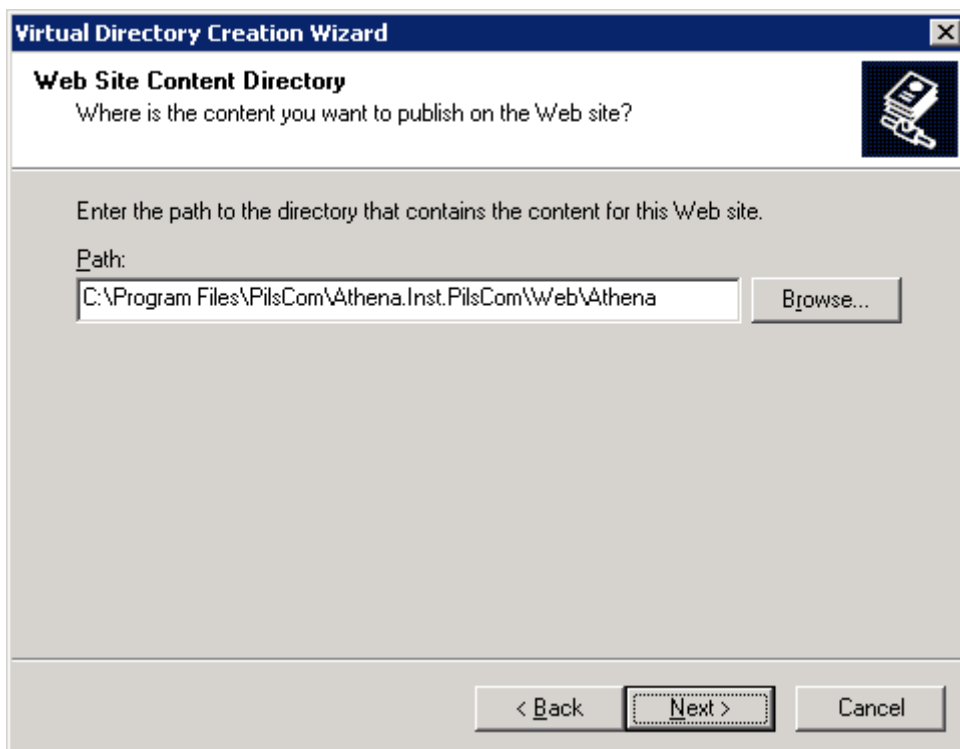 Virtual Directory Creation Wizard
Web Site Content Directory
Where is the content you want to publish on the Web site?
Enter the path to the directory that contains the content for this Web site.
Path:
C:\Program Files\PilsCom\Athena.Inst.PilsCom\Web\Athena
Browse...
< Back Next > Cancel